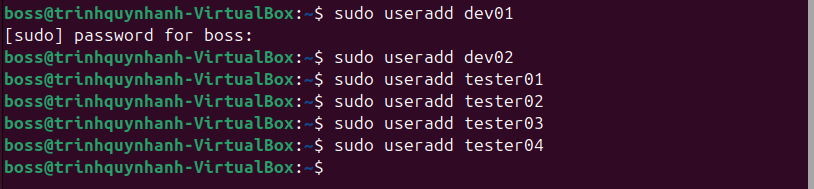 boss@trinhquynhanh-VirtualBox:~$ sudo useradd dev01
[sudo] password for boss:
boss@trinhquynhanh-VirtualBox:~$ sudo useradd dev02
boss@trinhquynhanh-VirtualBox:~$ sudo useradd tester01
boss@trinhquynhanh-VirtualBox:~$ sudo useradd tester02
boss@trinhquynhanh-VirtualBox:~$ sudo useradd tester03
boss@trinhquynhanh-VirtualBox:~$ sudo useradd tester04
boss@trinhquynhanh-VirtualBox:~$